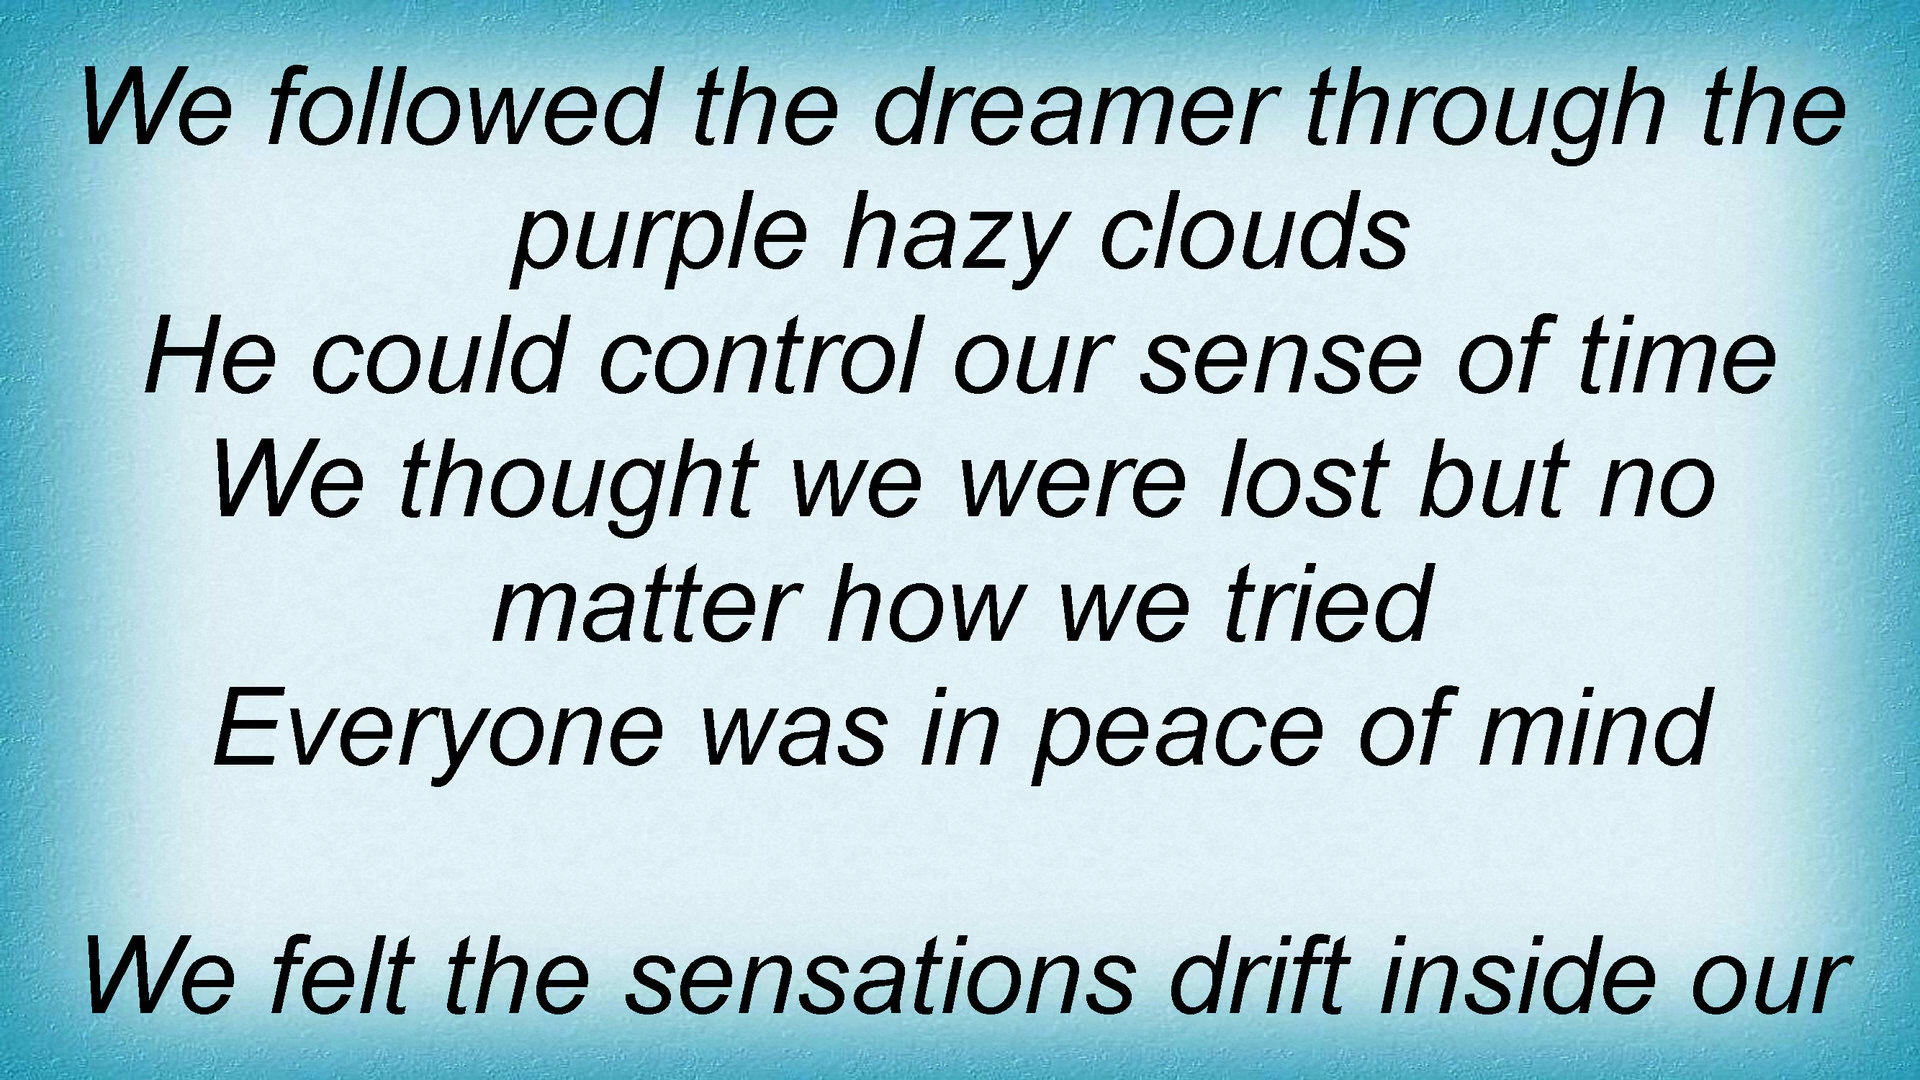 We followed the dreamer through the
purple hazy clouds
He could control our sense of time
We thought we were lost but no
matter how we tried
Everyone was in peace of mind
We felt the sensations drift inside our